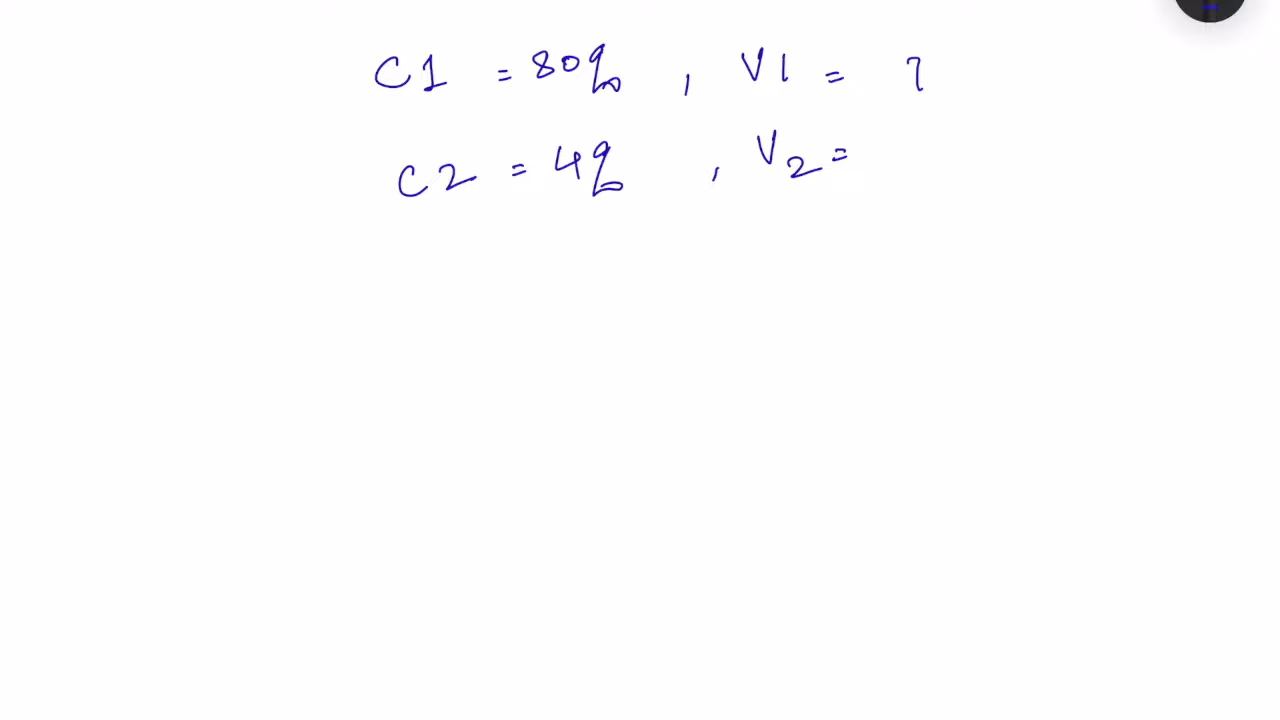 C1 = 80% , V1 = ?
C2 = 4% , V2 =